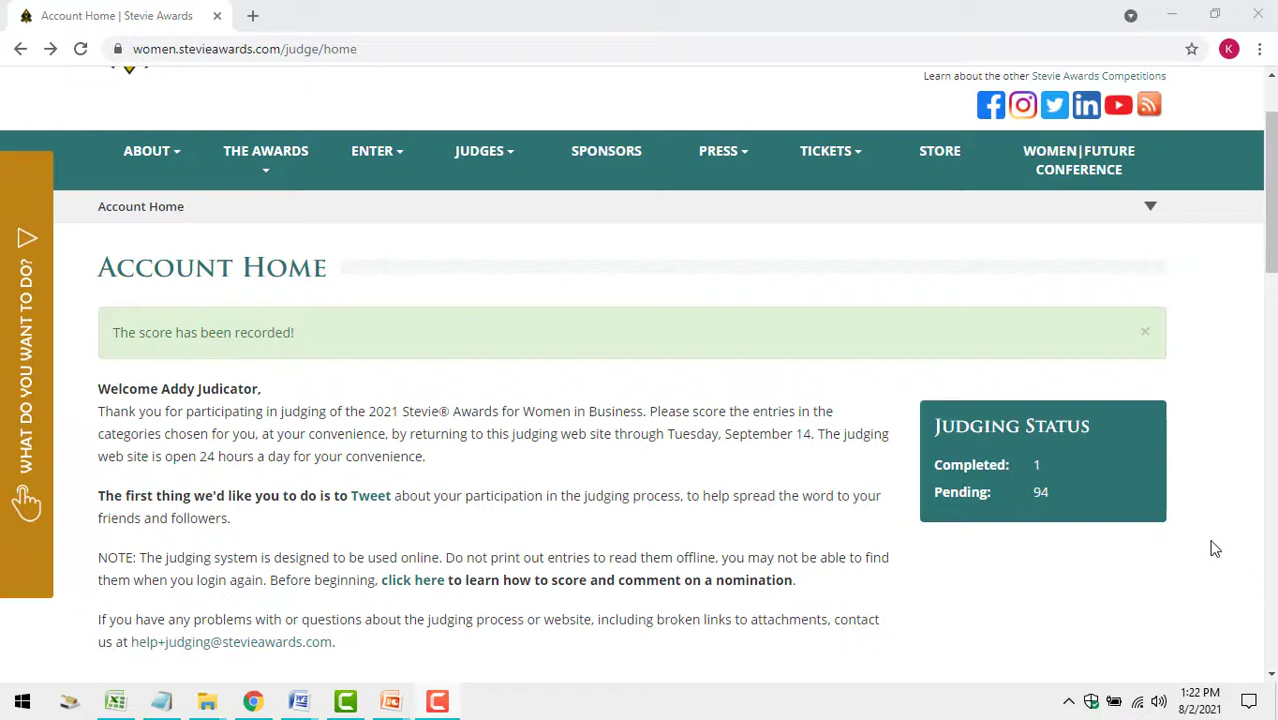 Account Home | Stevie Awards
women.stevieawards.com/judge/home
K
Learn about the other Stevie Awards Competitions
ABOUT
THE AWARDS
ENTER
JUDGES
SPONSORS
PRESS
TICKETS
STORE
WOMEN|FUTURE
CONFERENCE
Account Home
WHAT DO YOU WANT TO DO?
ACCOUNT HOME
The score has been recorded!
Welcome Addy Judicator,
Thank you for participating in judging of the 2021 Stevie® Awards for Women in Business. Please score the entries in the
categories chosen for you, at your convenience, by returning to this judging web site through Tuesday, September 14. The judging
web site is open 24 hours a day for your convenience.
The first thing we'd like you to do is to Tweet about your participation in the judging process, to help spread the word to your
friends and followers.
NOTE: The judging system is designed to be used online. Do not print out entries to read them offline, you may not be able to find
them when you login again. Before beginning, click here to learn how to score and comment on a nomination.
If you have any problems with or questions about the judging process or website, including broken links to attachments, contact
us at help+judging@stevieawards.com.
JUDGING STATUS
Completed: 1
Pending: 94
1:22 PM
8/2/2021